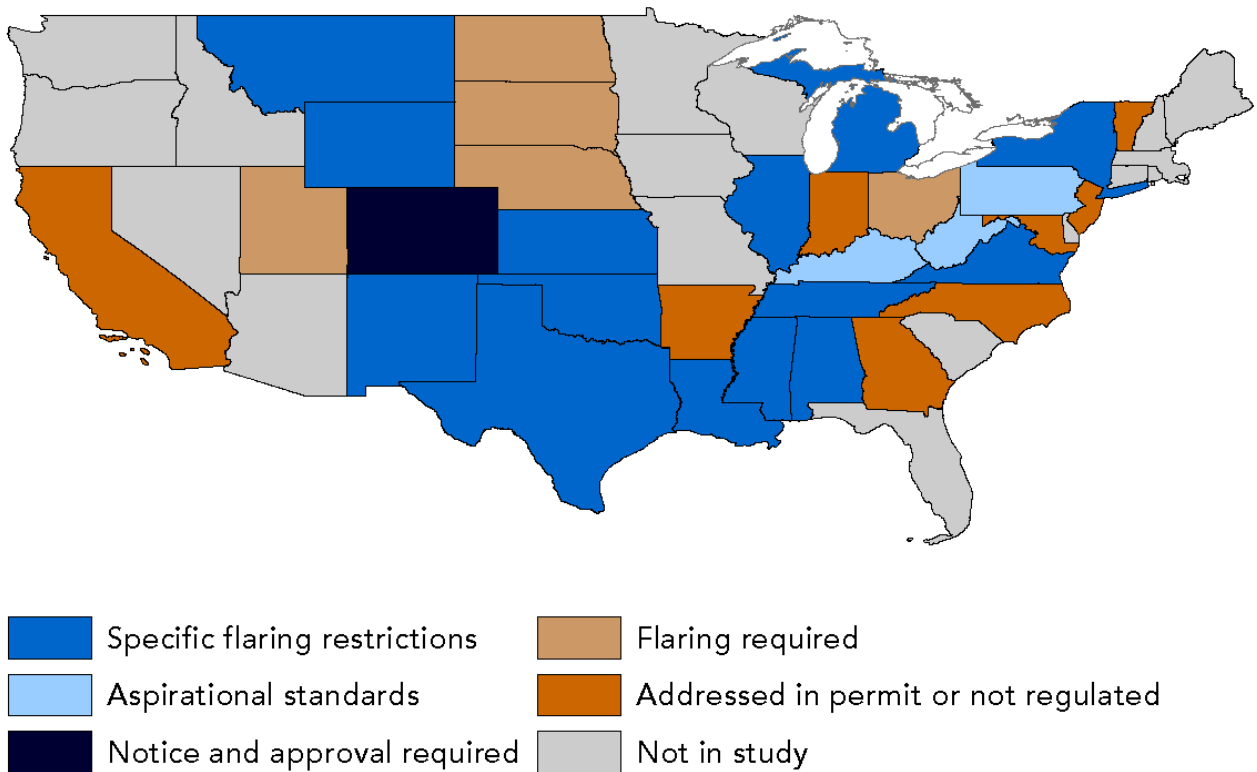 Specific flaring restrictions
Flaring required
Aspirational standards
Addressed in permit or not regulated
Notice and approval required
Not in study